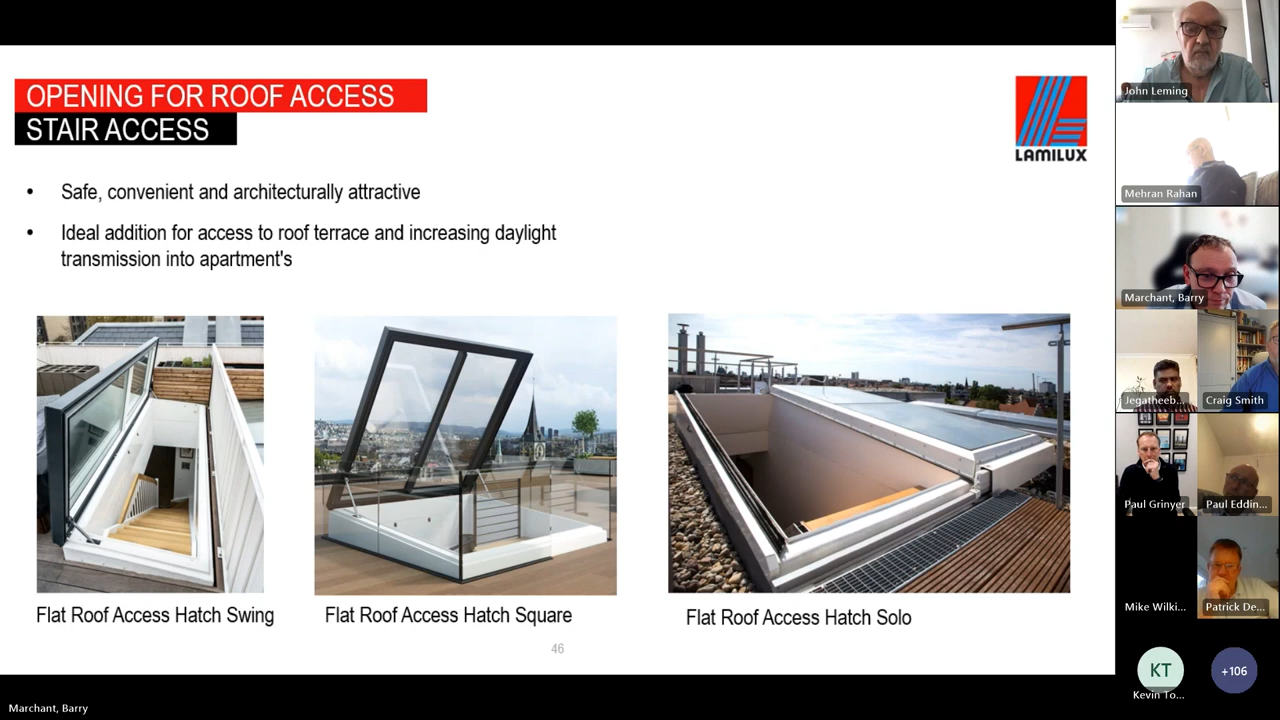 OPENING FOR ROOF ACCESS
STAIR ACCESS
LAMILUX
• Safe, convenient and architecturally attractive
• Ideal addition for access to roof terrace and increasing daylight
transmission into apartment's
Flat Roof Access Hatch Swing
Flat Roof Access Hatch Square
Flat Roof Access Hatch Solo
46
Marchant, Barry
John Leming
Mehran Rahan
Marchant, Barry
Jegatheeb...
Craig Smith
Paul Grinyer
Paul Eddin...
Mike Wilki...
Patrick De...
KT
+106
Kevin To...